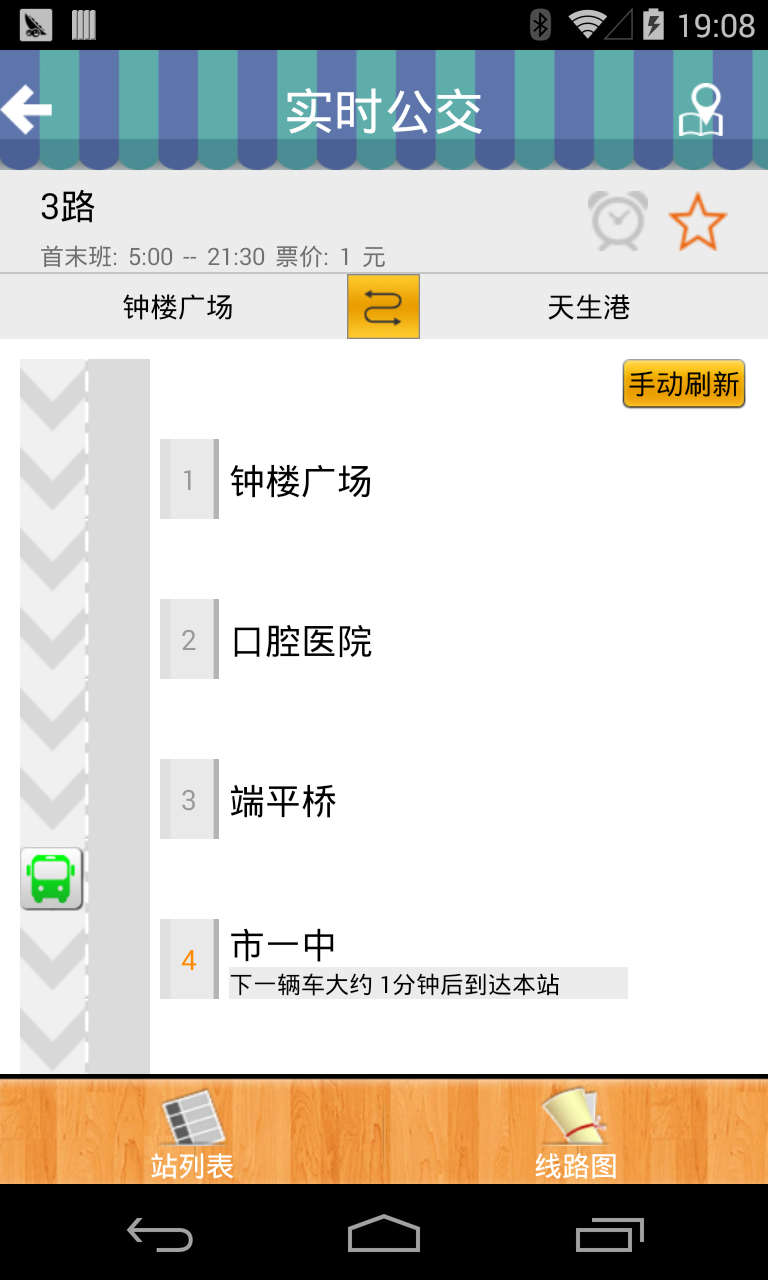 19:08
实时公交
3路
首末班: 5:00 -- 21:30 票价: 1 元
钟楼广场
天生港
手动刷新
1 钟楼广场
2 口腔医院
3 端平桥
4 市一中
下一辆车大约 1分钟后到达本站
站列表
线路图